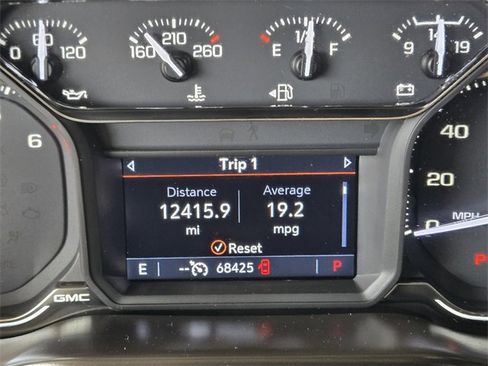 0 60 120
160 210 260
E 1/2 F
9 14 19
6
Trip 1
Distance Average
12415.9 19.2
mi mpg
Reset
E -- 68425 P
40
20
0
MPH
P
GMC